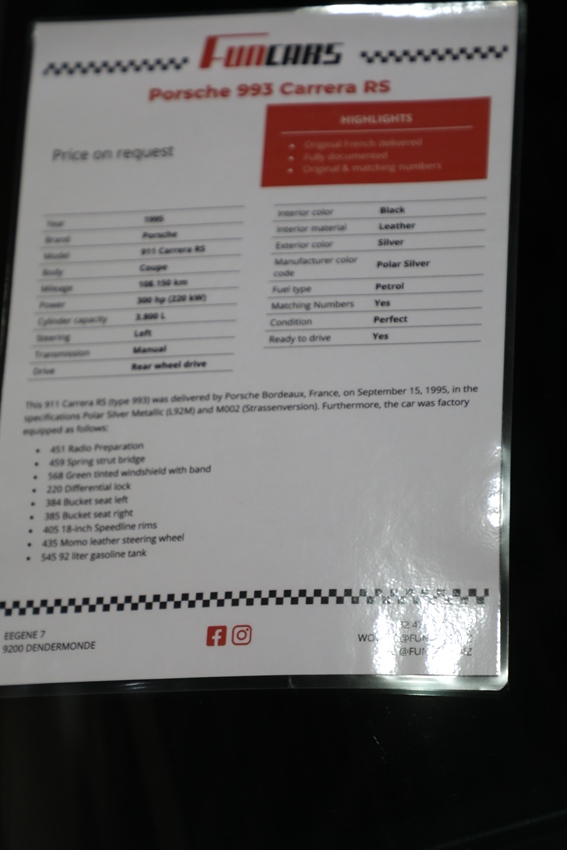 FUNCARS
Porsche 993 Carrera RS
Price on request
HIGHLIGHTS
Original French delivered
Fully documented
Original & matching numbers
Year 1995
Brand Porsche
Model 911 Carrera RS
Body Coupe
Mileage
Power 300 hp (220 kW)
Cylinder capacity 3.800 L
Steering Left
Transmission Manual
Drive Rear wheel drive
Interior color Black
Interior material Leather
Exterior color Silver
Manufacturer color
code Polar Silver
Fuel type Petrol
Matching Numbers Yes
Condition Perfect
Ready to drive Yes
This 911 Carrera RS (type 993) was delivered by Porsche Bordeaux, France, on September 15, 1995, in the
specifications Polar Silver Metallic (L92M) and M002 (Strassenversion). Furthermore, the car was factory
equipped as follows:
451 Radio Preparation
459 Spring strut bridge
568 Green tinted windshield with band
220 Differential lock
384 Bucket seat left
385 Bucket seat right
405 18-inch Speedline rims
435 Momo leather steering wheel
545 92 liter gasoline tank
EEGENE 7
9200 DENDERMONDE